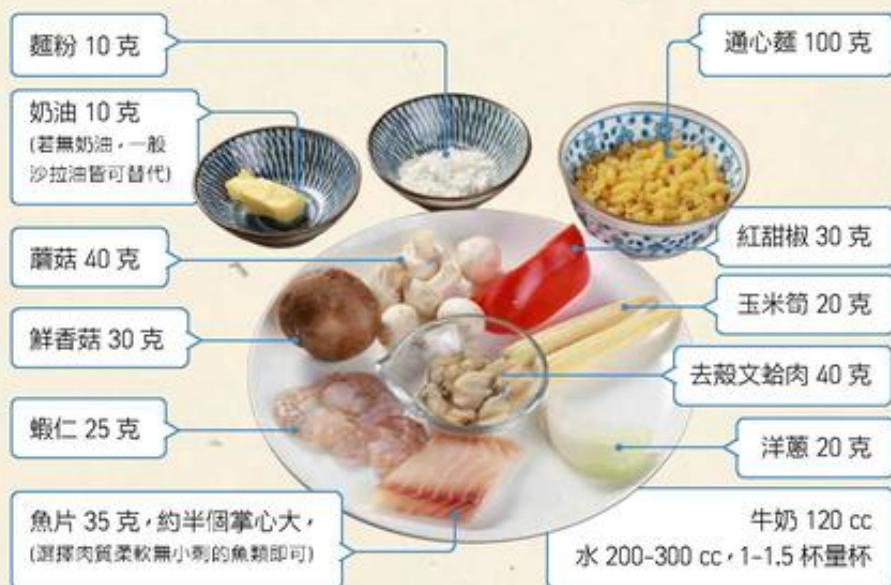 麵粉 10 克
通心麵 100 克
奶油 10 克
(若無奶油，一般
沙拉油皆可替代)
紅甜椒 30 克
蘑菇 40 克
玉米筍 20 克
鮮香菇 30 克
去殼文蛤肉 40 克
蝦仁 25 克
洋蔥 20 克
魚片 35 克，約半個掌心大，
(選擇肉質柔軟無小刺的魚類即可)
牛奶 120 cc
水 200-300 cc，1-1.5 杯量杯